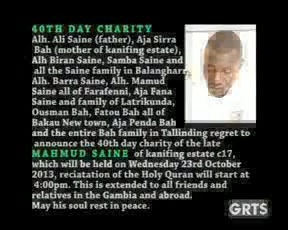 40TH DAY CHARITY
Alh. Ali Saine (father), Aja Sirra
Bah (mother of kanifing estate),
Alh Biran Saine, Samba Saine and
all the Saine family in Balangharr,
Alh. Barra Saine, Alh. Mamud
Saine all of Farafenni, Aja Fana
Saine and family of Latrikunda,
Ousman Bah, Fatou Bah all of
Bakau New town, Aja Penda Bah
and the entire Bah family in Tallinding regret to
announce the 40th day charity of the late
MAHMUD SAINE of kanifing estate c17,
which will be held on Wednesday 23rd October
2013, reciatation of the Holy Quran will start at
4:00pm. This is extended to all friends and
relatives in the Gambia and abroad.
May his soul rest in peace.
GRTS